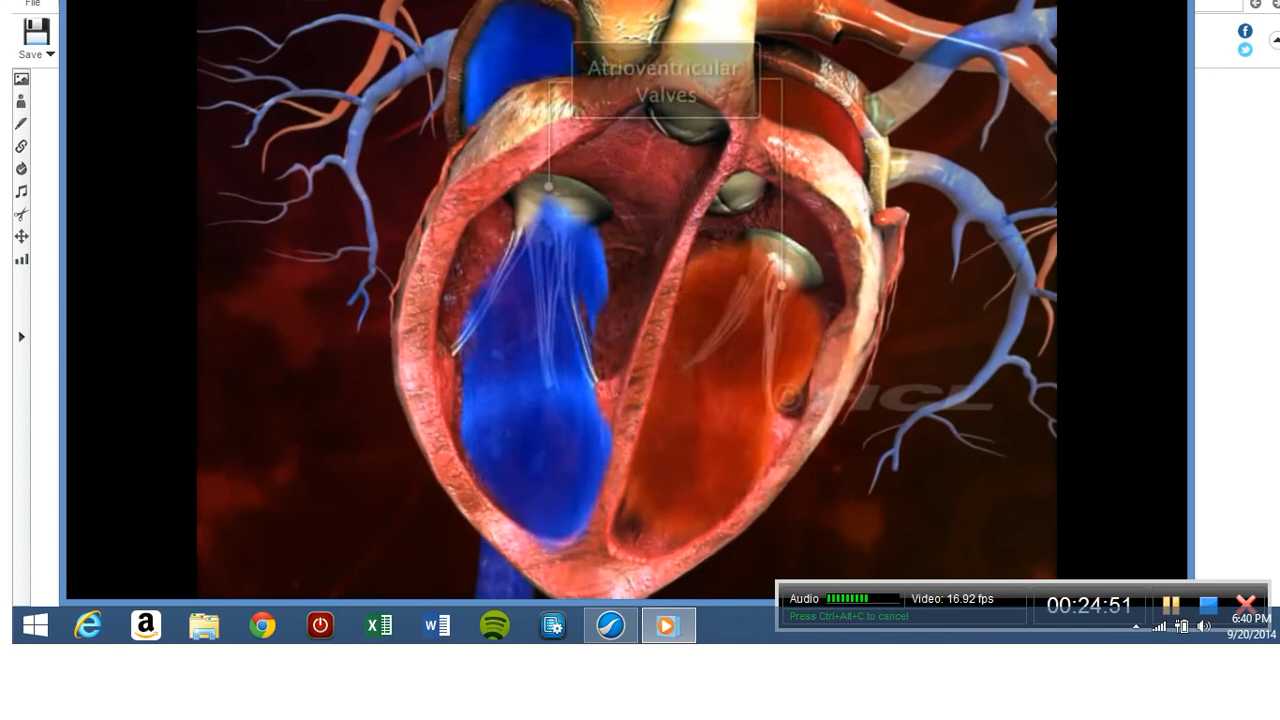 File
Save
Atrioventricular
Valves
Audio
Video: 16.92 fps
00:24:51
Press Ctrl+Alt+C to cancel
6:40 PM
9/20/2014